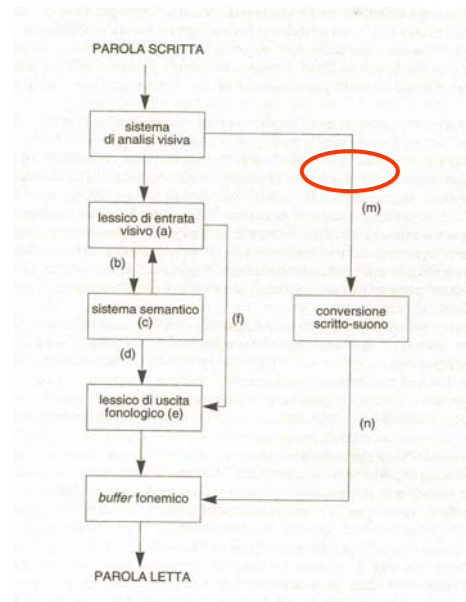 PAROLA SCRITTA
sistema
di analisi visiva
(m)
lessico di entrata
visivo (a)
(b)
(f)
sistema semantico
(c)
conversione
scritto-suono
(d)
lessico di uscita
fonologico (e)
(n)
buffer fonemico
PAROLA LETTA